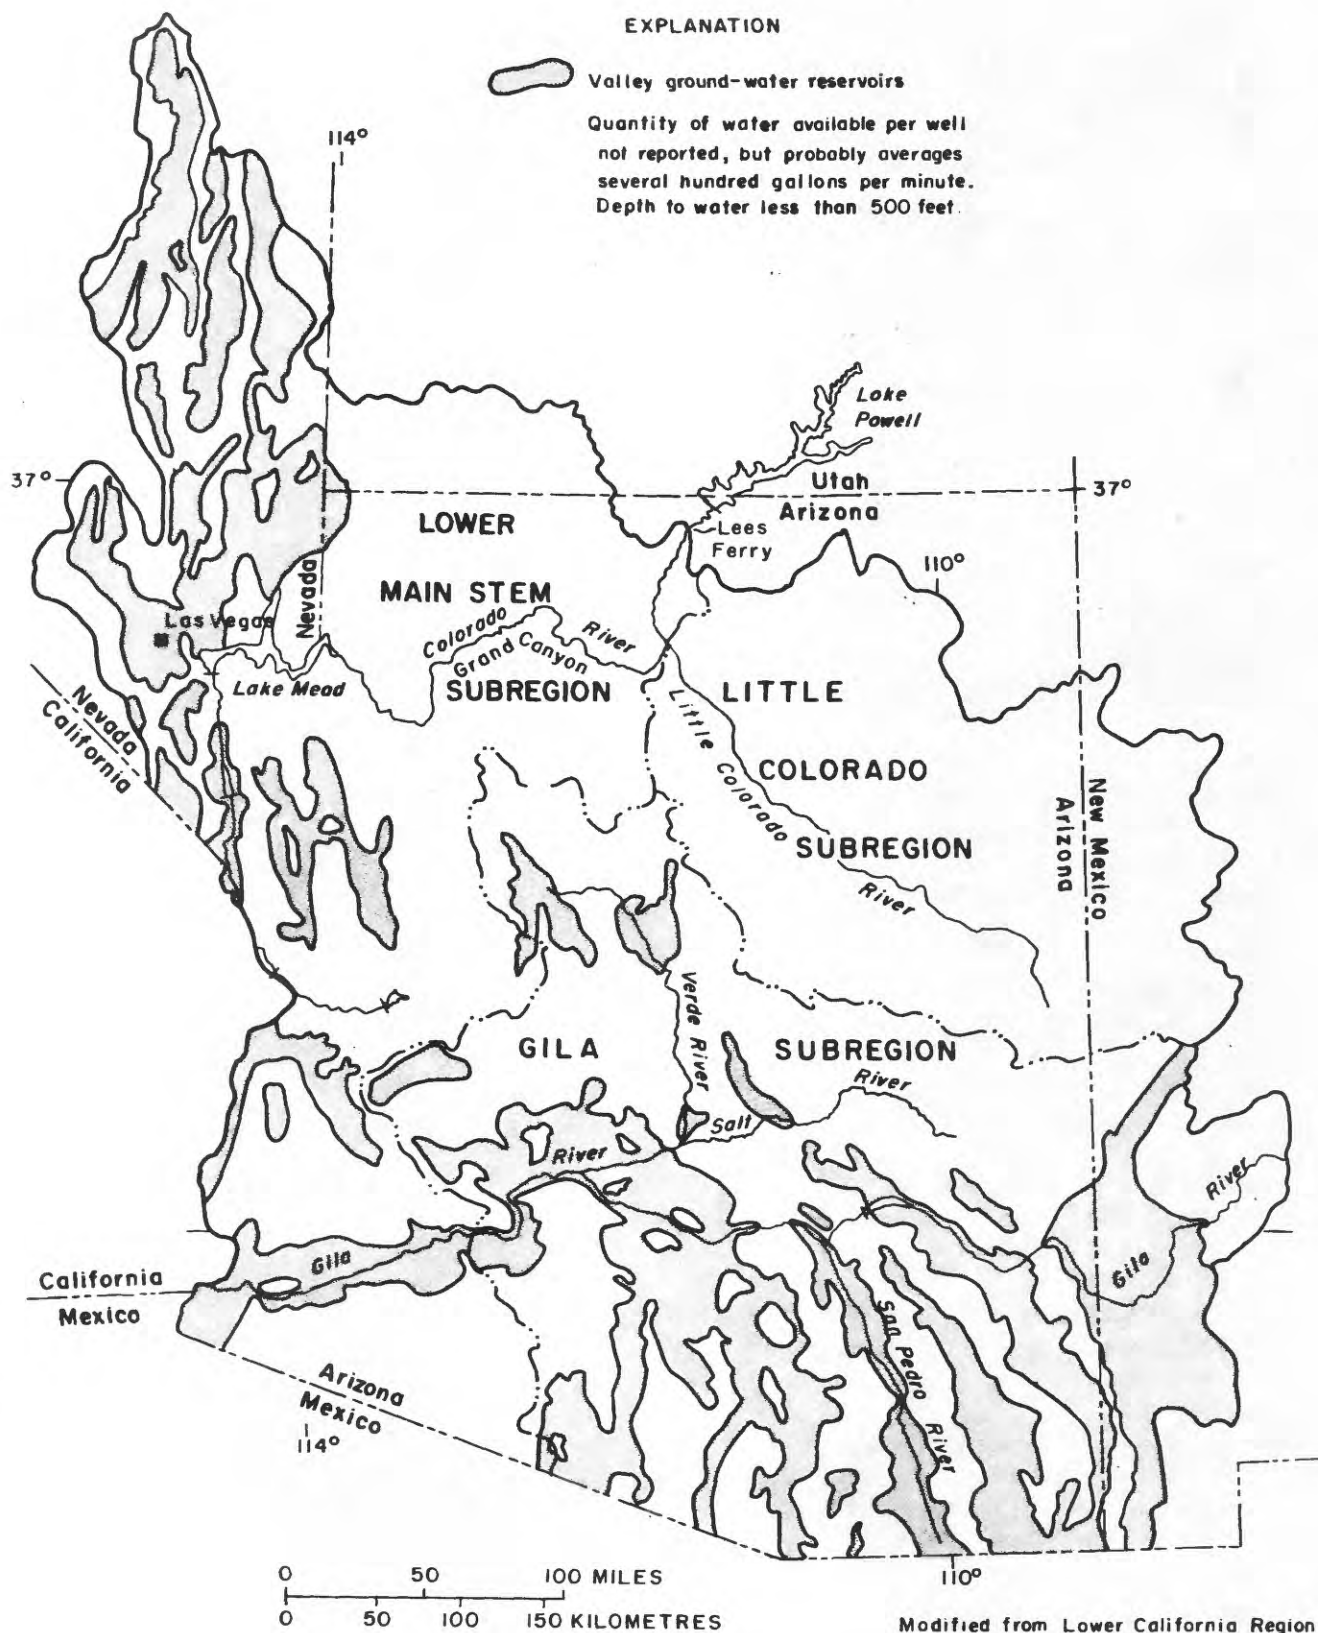 EXPLANATION
Valley ground-water reservoirs
Quantity of water available per well
not reported, but probably averages
several hundred gallons per minute.
Depth to water less than 500 feet.
114°
Lake
Powell
37°
Utah
37°
Arizona
LOWER
Lees
Ferry
110°
MAIN STEM
Nevada
Las Vegas
Colorado
River
Grand Canyon
Lake Mead
SUBREGION
LITTLE
Nevada
California
Little Colorado
River
COLORADO
New Mexico
Arizona
SUBREGION
Verde River
GILA
SUBREGION
River
Salt
River
River
Gila
Gila
California
Mexico
San Pedro
River
Arizona
Mexico
114°
110°
0 50 100 MILES
0 50 100 150 KILOMETRES
Modified from Lower California Region